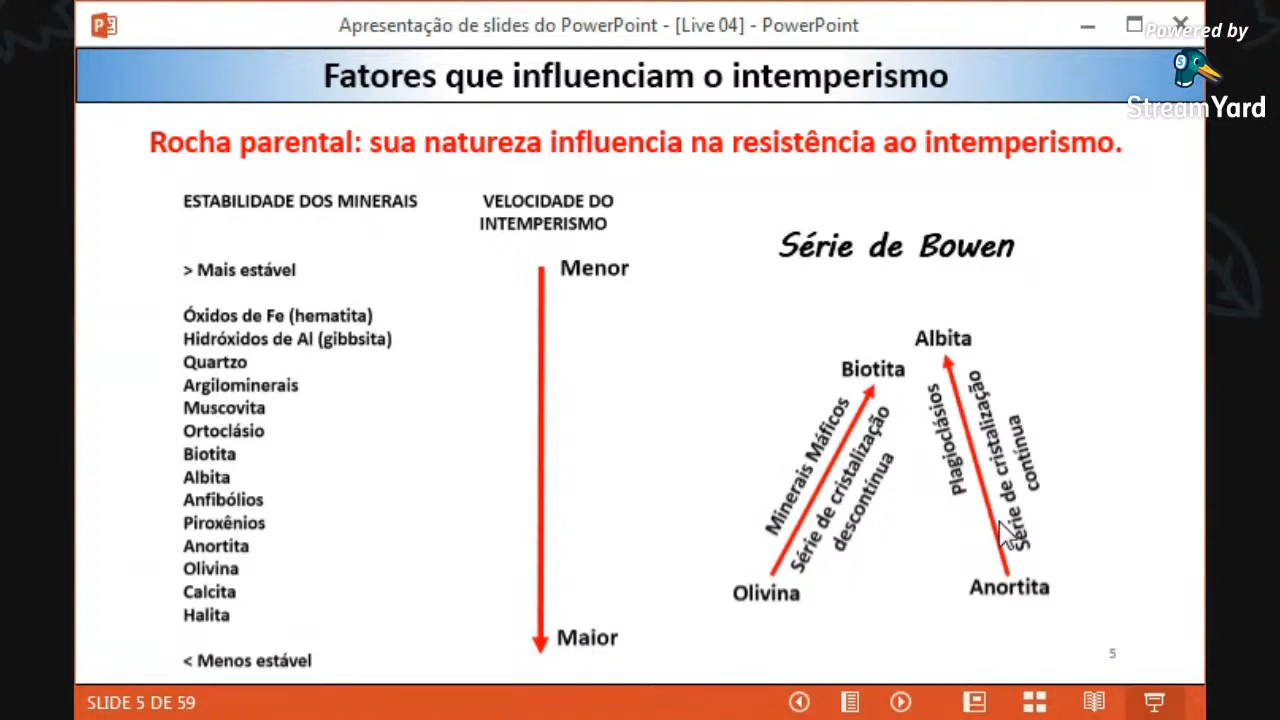 Apresentação de slides do PowerPoint - [Live 04] - PowerPoint
Powered by
StreamYard
Fatores que influenciam o intemperismo
Rocha parental: sua natureza influencia na resistência ao intemperismo.
ESTABILIDADE DOS MINERAIS
VELOCIDADE DO
INTEMPERISMO
> Mais estável
Óxidos de Fe (hematita)
Hidróxidos de Al (gibbsita)
Quartzo
Argilominerais
Muscovita
Ortoclásio
Biotita
Albita
Anfibólios
Piroxênios
Anortita
Olivina
Calcita
Halita
< Menos estável
Menor
Maior
Série de Bowen
Albita
Biotita
Minerais Máficos
Série de cristalização
descontínua
Plagioclásios
Série de cristalização
contínua
Olivina
Anortita
5
SLIDE 5 DE 59